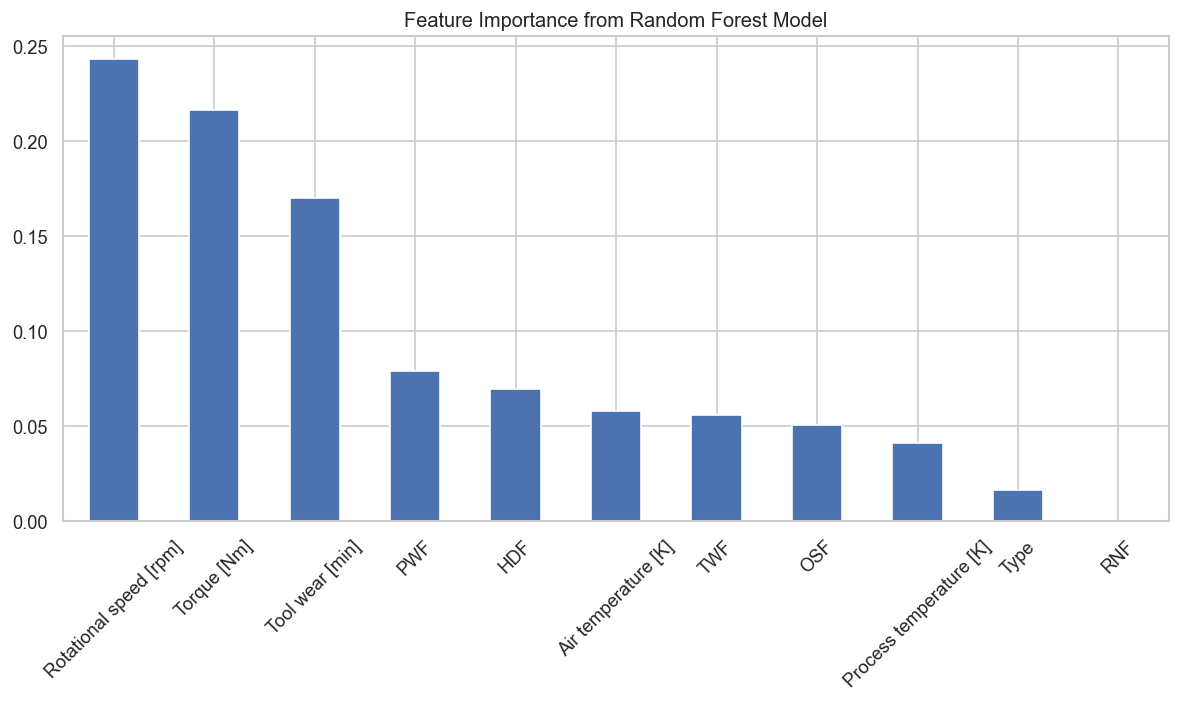 Feature Importance from Random Forest Model
0.25
0.20
0.15
0.10
0.05
0.00
Rotational speed [rpm]
Torque [Nm]
Tool wear [min]
PWF
HDF
Air temperature [K]
TWF
OSF
Process temperature [K]
Type
RNF